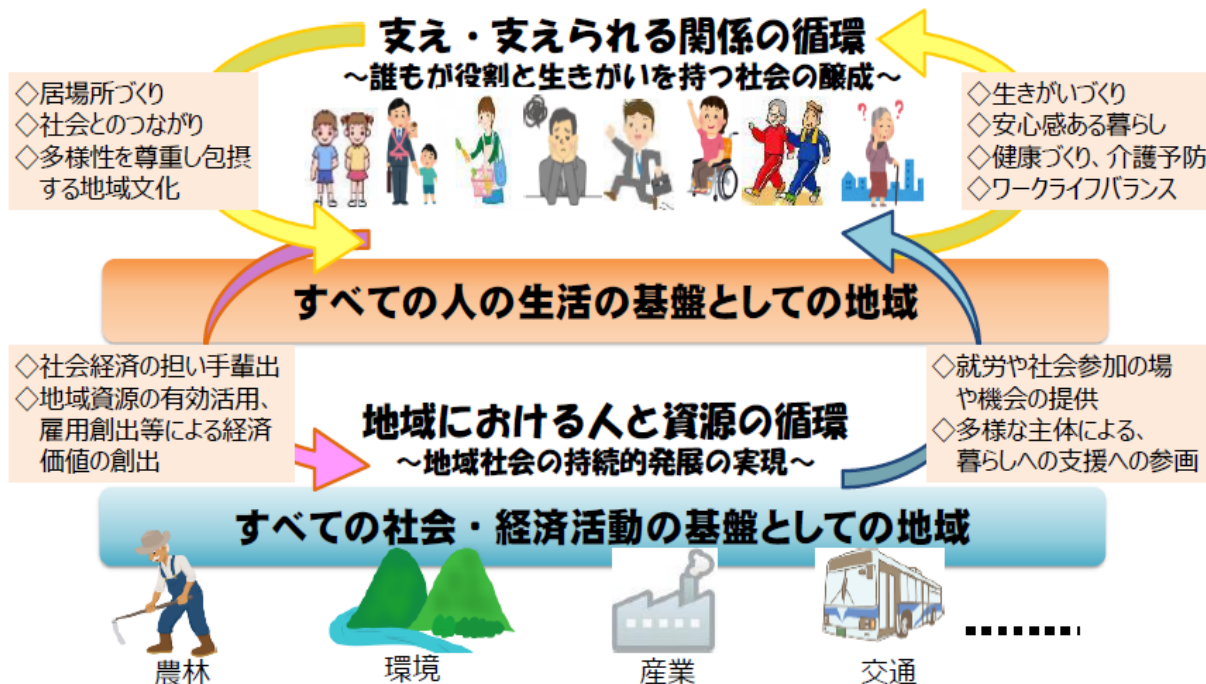 支え・支えられる関係の循環
～誰もが役割と生きがいを持つ社会の醸成～
◇居場所づくり
◇社会とのつながり
◇多様性を尊重し包摂
する地域文化
◇生きがいづくり
◇安心感ある暮らし
◇健康づくり、介護予防
◇ワークライフバランス
? ?
すべての人の生活の基盤としての地域
◇社会経済の担い手輩出
◇地域資源の有効活用、
雇用創出等による経済
価値の創出
地域における人と資源の循環
～地域社会の持続的発展の実現～
◇就労や社会参加の場
や機会の提供
◇多様な主体による、
暮らしへの支援への参画
すべての社会・経済活動の基盤としての地域
農林
環境
産業
交通